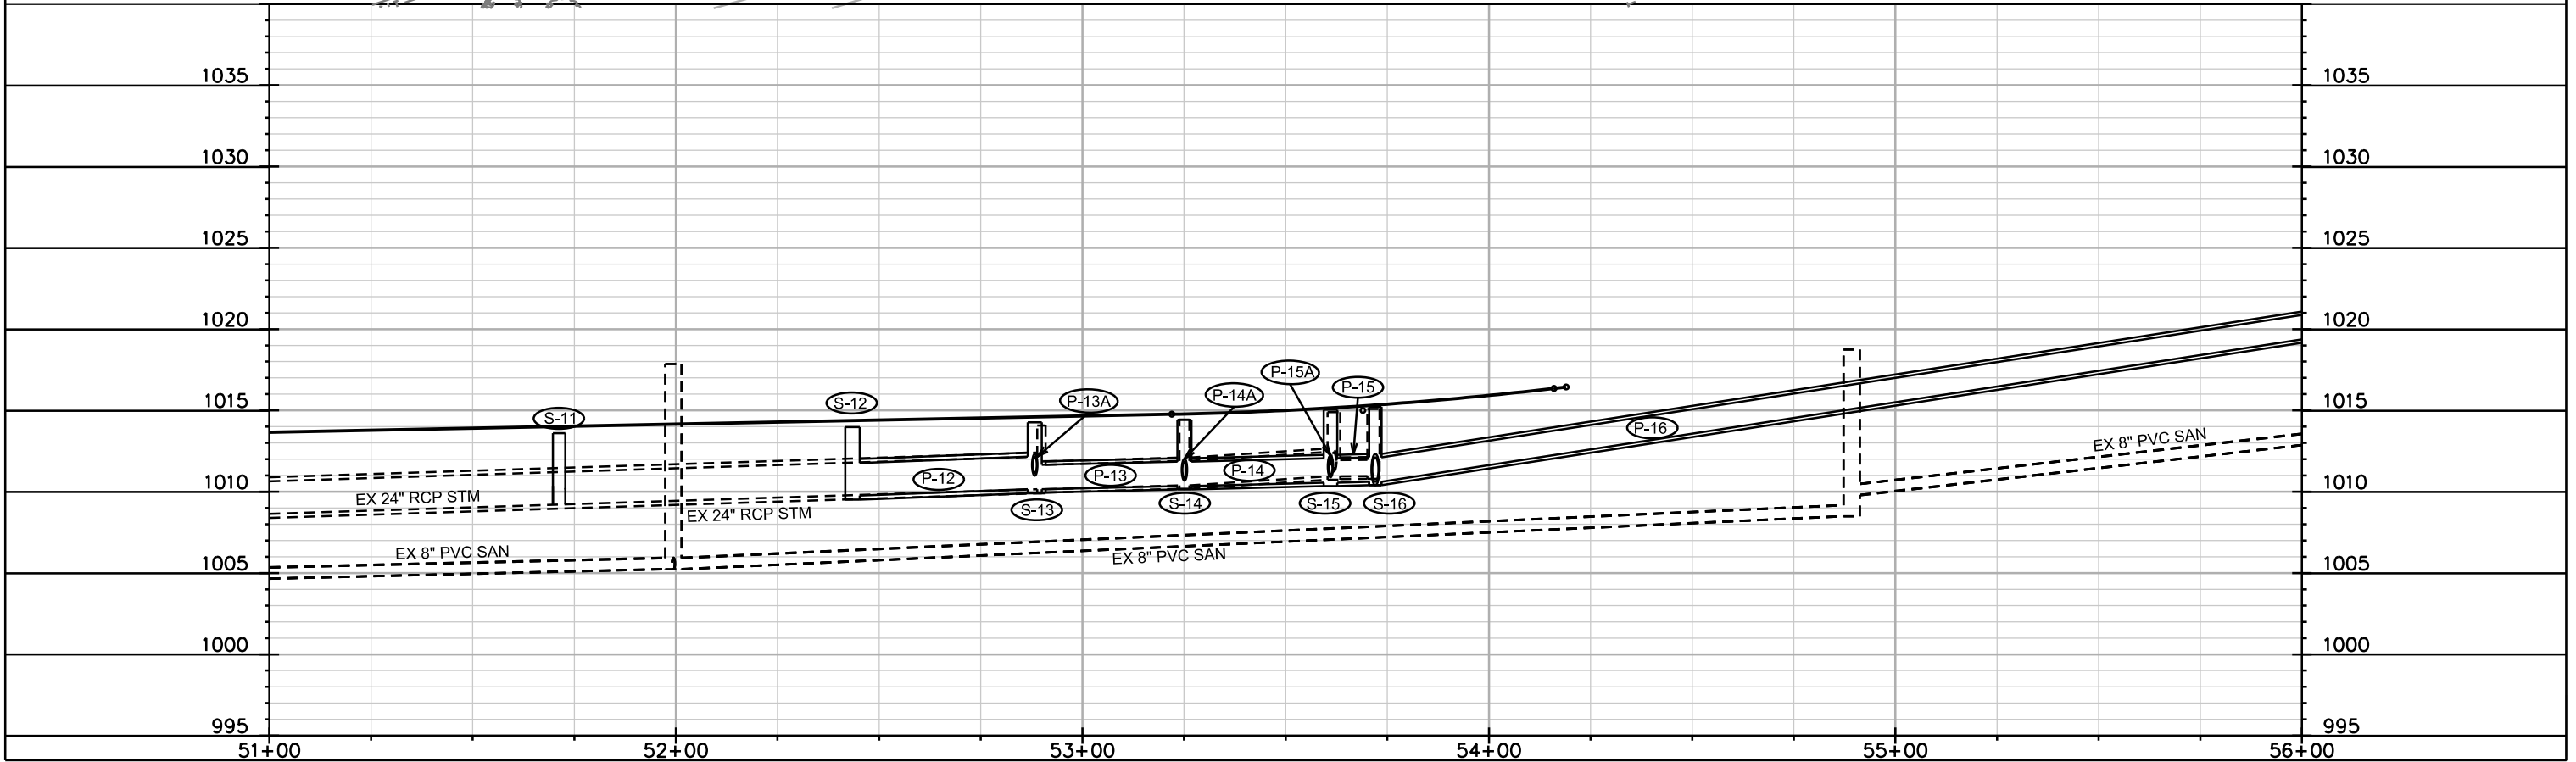 1035 1035
1030 1030
1025 1025
1020 1020
P-15A
P-15
P-14A
P-13A
S-12
1015 1015
S-11
P-16
EX 8" PVC SAN
P-14
P-13
P-12
1010 1010
EX 24" RCP STM
S-13 S-14 S-15 S-16
EX 24" RCP STM
EX 8" PVC SAN
EX 8" PVC SAN
1005 1005
1000 1000
995 995
51+00 52+00 53+00 54+00 55+00 56+00